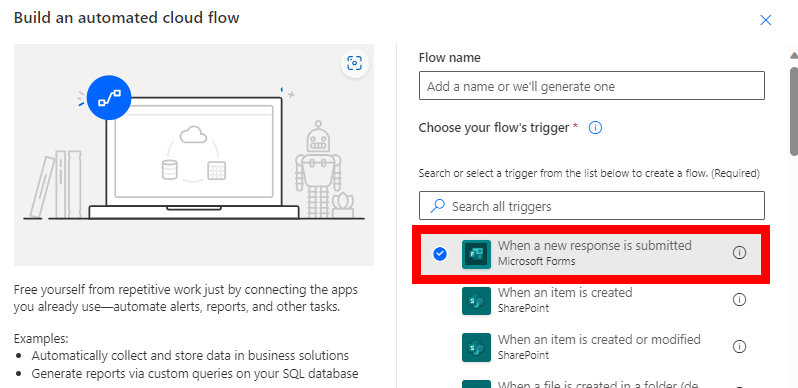 Build an automated cloud flow
Free yourself from repetitive work just by connecting the apps
you already use—automate alerts, reports, and other tasks.
Examples:
• Automatically collect and store data in business solutions
• Generate reports via custom queries on your SQL database
Flow name
Add a name or we'll generate one
Choose your flow's trigger *
Search or select a trigger from the list below to create a flow. (Required)
Search all triggers
When a new response is submitted
Microsoft Forms
When an item is created
SharePoint
When an item is created or modified
SharePoint
When a file is created in a folder (de